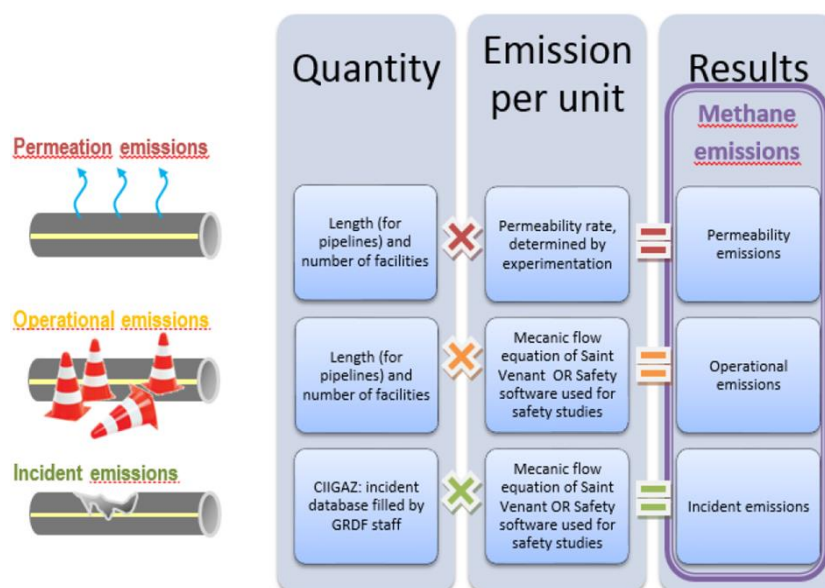 Quantity
Emission
per unit
Results
Methane
emissions
Permeation emissions
Length (for
pipelines) and
number of facilities
Permeability rate,
determined by
experimentation
Permeability
emissions
Operational emissions
Length (for
pipelines) and
number of facilities
Mecanic flow
equation of Saint
Venant OR Safety
software used for
safety studies
Operational
emissions
Incident emissions
CIIGAZ: incident
database filled by
GRDF staff
Mecanic flow
equation of Saint
Venant OR Safety
software used for
safety studies
Incident emissions